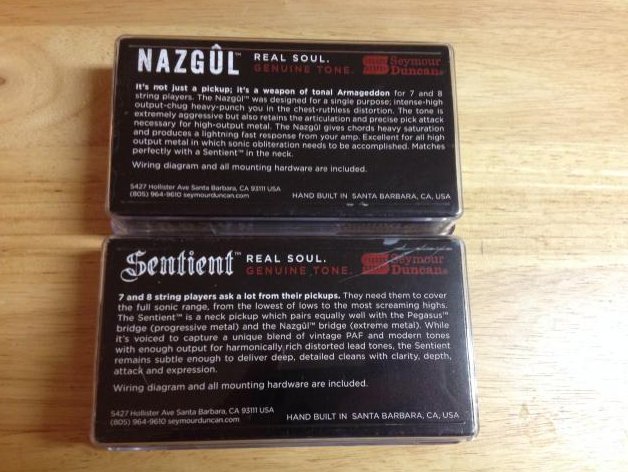 NAZGÛL™ REAL SOUL. GENUINE TONE. Seymour Duncan®
It's not just a pickup; it's a weapon of tonal Armageddon for 7 and 8
string players. The Nazgûl™ was designed for a single purpose: intense-high
output-chug heavy-punch you in the chest-ruthless distortion. The tone is
extremely aggressive but also retains the articulation and precise pick attack
necessary for high-output metal. The Nazgûl gives chords heavy saturation
and produces a lightning fast response from your amp. Excellent for all high
output metal in which sonic obliteration needs to be accomplished. Matches
perfectly with a Sentient™ in the neck.
Wiring diagram and all mounting hardware are included.
5427 Hollister Ave Santa Barbara, CA 93111 USA
(805) 964-9610 seymourduncan.com
HAND BUILT IN SANTA BARBARA, CA, USA
Sentient™ REAL SOUL. GENUINE TONE. Seymour Duncan®
7 and 8 string players ask a lot from their pickups. They need them to cover
the full sonic range, from the lowest of lows to the most screaming highs.
The Sentient™ is a neck pickup which pairs equally well with the Pegasus™
bridge (progressive metal) and the Nazgûl™ bridge (extreme metal). While
it's voiced to capture a unique blend of vintage PAF and modern tones
with enough output for harmonically rich distorted lead tones, the Sentient
remains subtle enough to deliver deep, detailed cleans with clarity, depth,
attack and expression.
Wiring diagram and all mounting hardware are included.
5427 Hollister Ave Santa Barbara, CA 93111 USA
(805) 964-9610 seymourduncan.com
HAND BUILT IN SANTA BARBARA, CA, USA